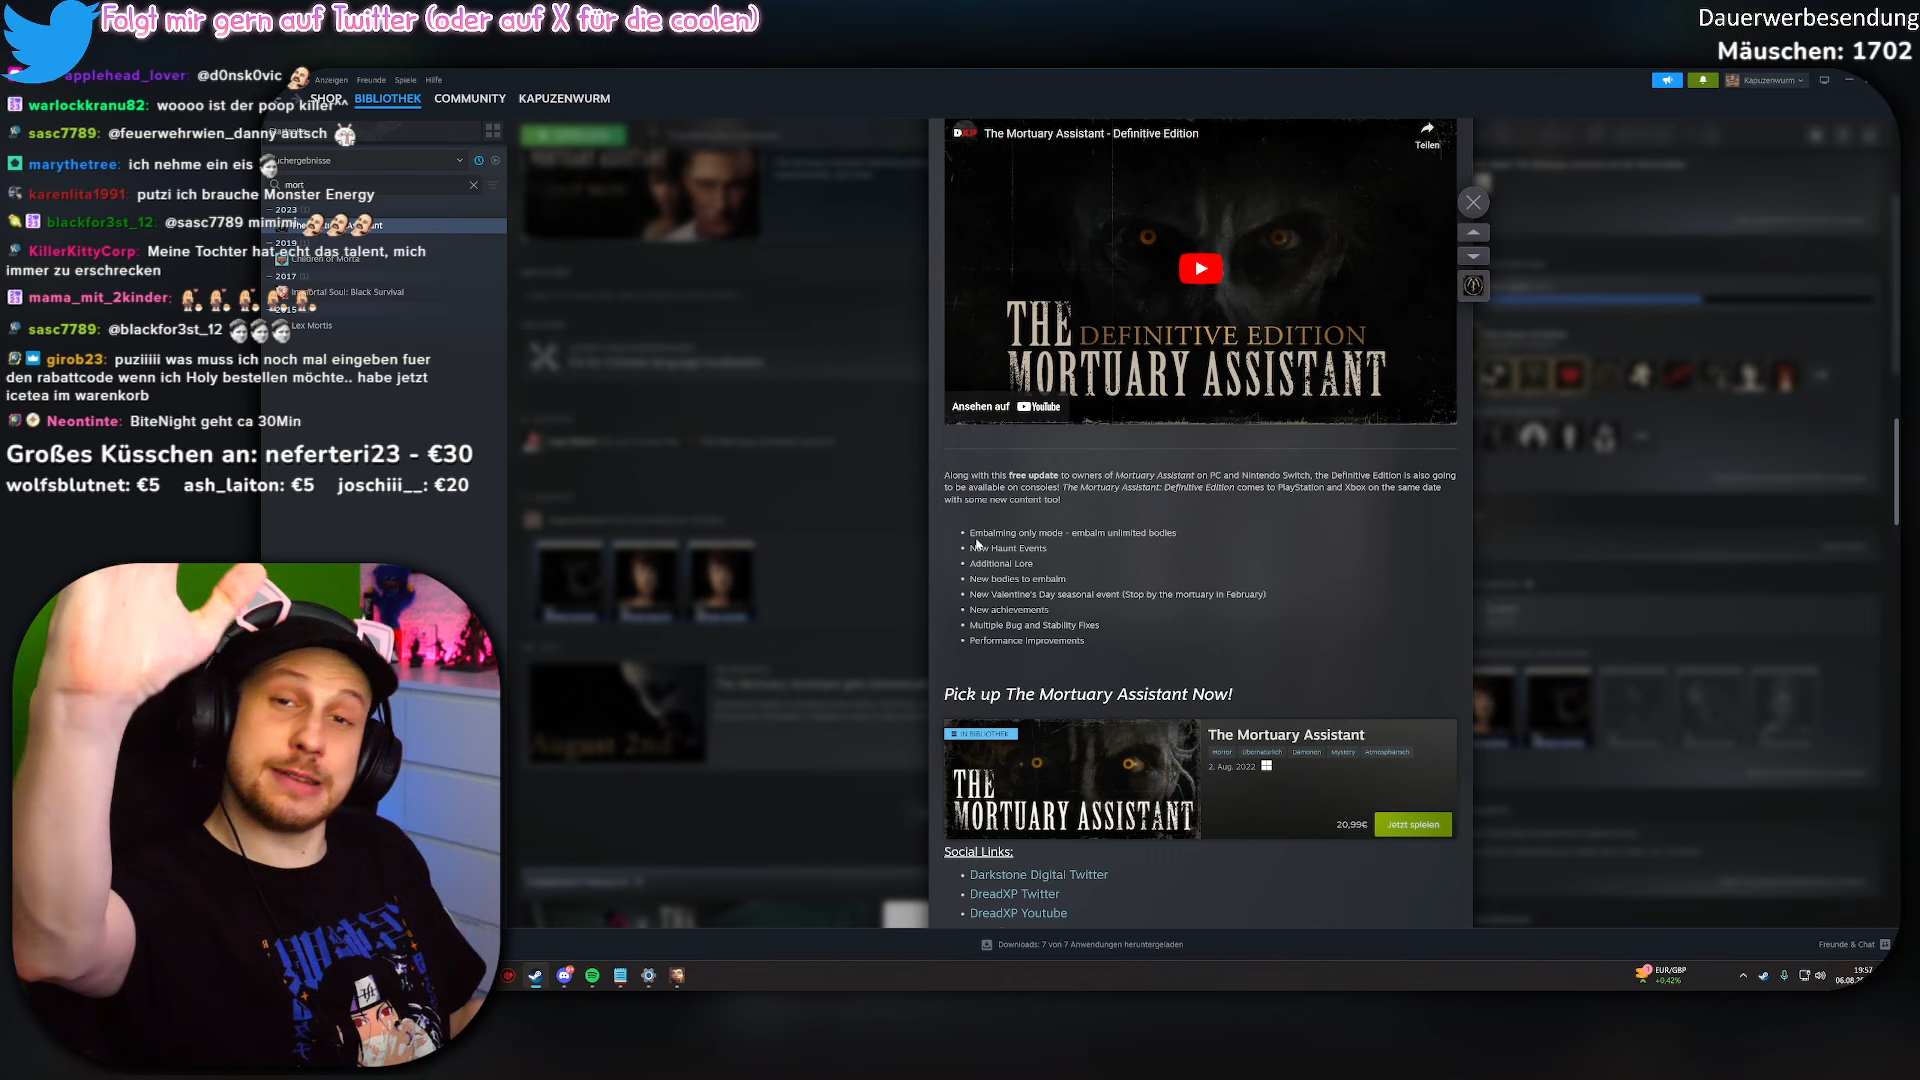 Folgt mir gern auf Twitter (oder auf X für die coolen)
Dauerwerbesendung
Mäuschen: 1702
applehead_lover: @d0nsk0vic
warlockkranu82: woooo ist der poop killer^^
sasc7789: @feuerwehrwien_danny
marythetree: ich nehme ein eis
karenlita1991: putzi ich brauche Monster Energy
blackfor3st_12: @sasc7789 mimimi
KillerKittyCorp: Meine Tochter hat echt das talent, mich
immer zu erschrecken
mama_mit_2kinder:
sasc7789: @blackfor3st_12
girob23: puziiiii was muss ich noch mal eingeben fuer
den rabattcode wenn ich Holy bestellen möchte.. habe jetzt
icetea im warenkorb
Neontinte: BiteNight geht ca 30Min
Großes Küsschen an: neferteri23 - €30
wolfsblutnet: €5 ash_laiton: €5 joschiii__: €20
Anzeigen Freunde Spiele Hilfe
SHOP BIBLIOTHEK COMMUNITY KAPUZENWURM
Kapuzenwurm
mort
2023 (1)
2019 (1)
Children of Morta
2017 (1)
Immortal Soul: Black Survival
2015
Lex Mortis
DXP The Mortuary Assistant - Definitive Edition
Teilen
THE DEFINITIVE EDITION
MORTUARY ASSISTANT
Ansehen auf YouTube
Along with this free update to owners of Mortuary Assistant on PC and Nintendo Switch, the Definitive Edition is also going
to be available on consoles! The Mortuary Assistant: Definitive Edition comes to PlayStation and Xbox on the same date
with some new content too!
• Embalming only mode - embalm unlimited bodies
• New Haunt Events
• Additional Lore
• New bodies to embalm
• New Valentine's Day seasonal event (Stop by the mortuary in February)
• New achievements
• Multiple Bug and Stability Fixes
• Performance Improvements
Pick up The Mortuary Assistant Now!
IN BIBLIOTHEK
THE
MORTUARY ASSISTANT
The Mortuary Assistant
Horror Übernatürlich Dämonen Mystery Atmosphärisch
2. Aug. 2022
20,99€ Jetzt spielen
Social Links:
• Darkstone Digital Twitter
• DreadXP Twitter
• DreadXP Youtube
Downloads: 7 von 7 Anwendungen heruntergeladen
Freunde & Chat
EUR/GBP
+0,42%
19:57
06.08.